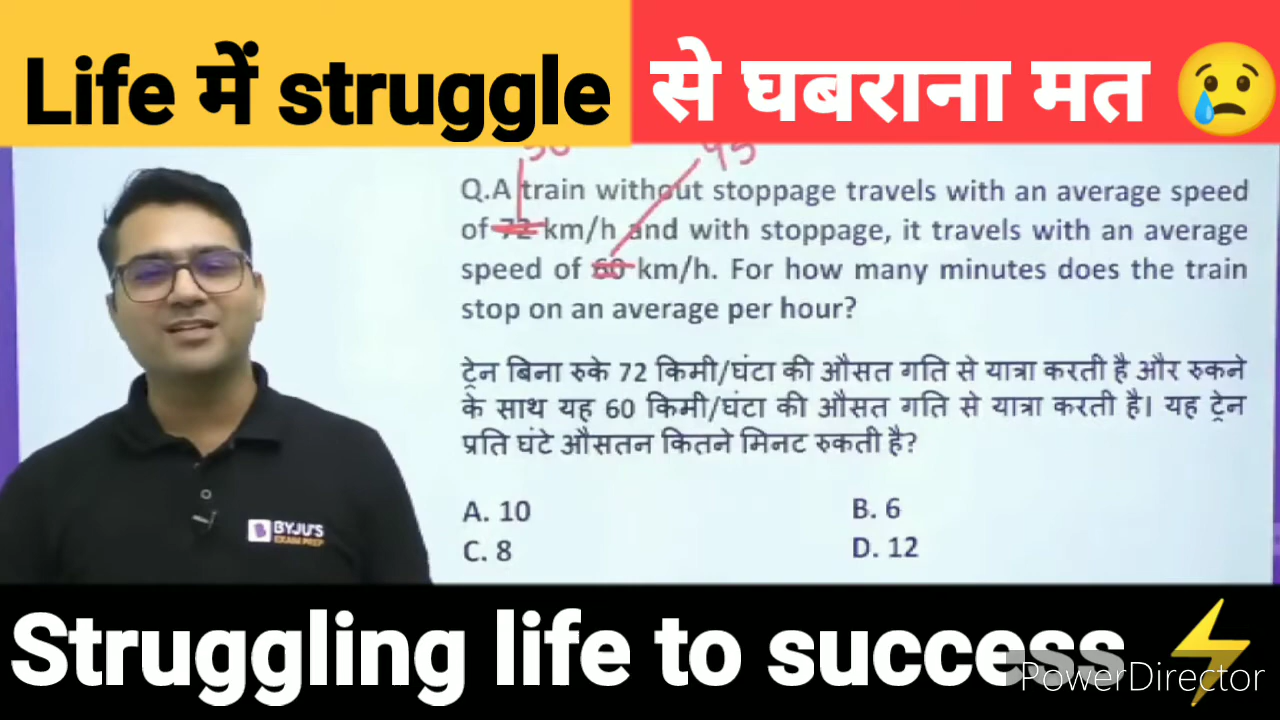 Life में struggle से घबराना मत 😢
45
Q.A train without stoppage travels with an average speed
of 72 km/h and with stoppage, it travels with an average
speed of 60 km/h. For how many minutes does the train
stop on an average per hour?
ट्रेन बिना रुके 72 किमी/घंटा की औसत गति से यात्रा करती है और रुकने
के साथ यह 60 किमी/घंटा की औसत गति से यात्रा करती है। यह ट्रेन
प्रति घंटे औसतन कितने मिनट रुकती है?
A. 10
B. 6
C. 8
D. 12
BYJU'S
EXAM PREP
Struggling life to success ⚡
PowerDirector